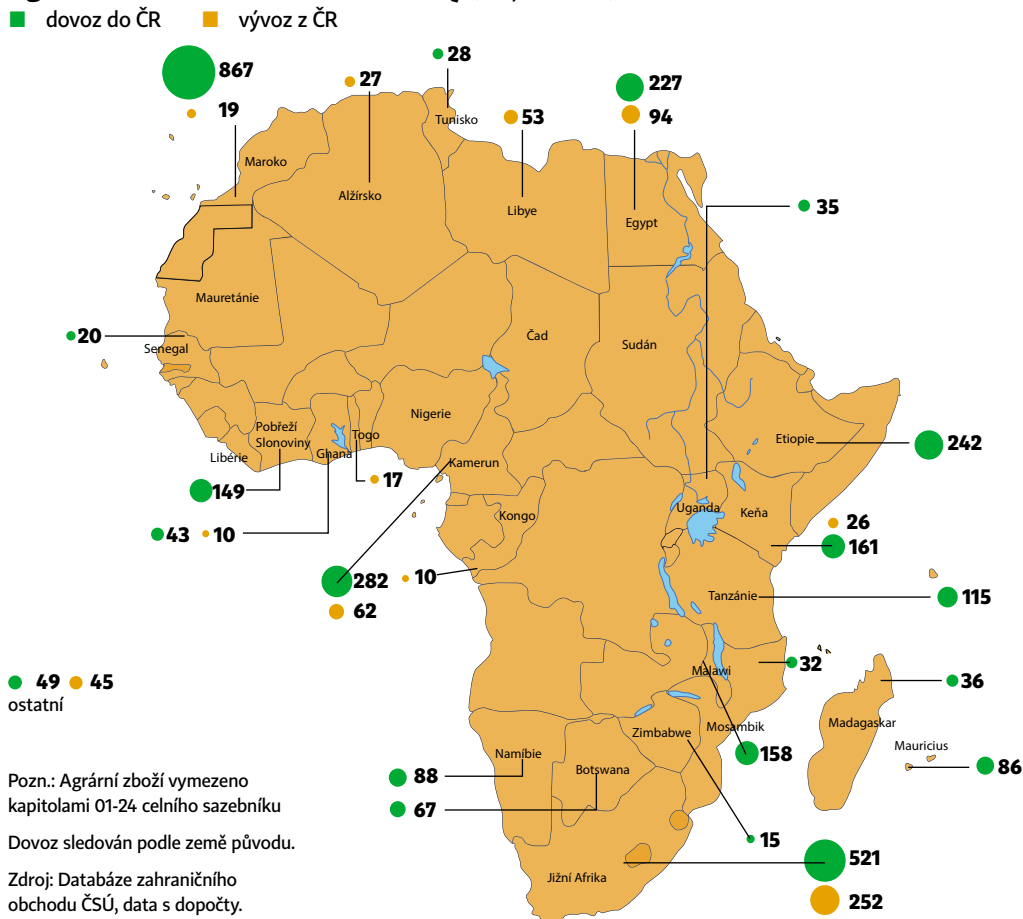 dovoz do ČR
vývoz z ČR
867
19
27
28
53
227
94
35
Tunisko
Maroko
Alžírsko
Libye
Egypt
Mauretánie
20
Senegal
Čad
Sudán
Nigerie
Etiopie
242
Pobřeží
Slonoviny
Togo
Ghana
Libérie
Kamerun
149
17
Uganda
Keňa
Kongo
43
10
26
161
282
10
62
Tanzánie
115
49
45
ostatní
Malawi
32
36
Madagaskar
Mosambik
Zimbabwe
Mauricius
Namíbie
158
86
Botswana
88
67
15
521
Jižní Afrika
252
Pozn.: Agrární zboží vymezeno
kapitolami 01-24 celního sazebníku
Dovoz sledován podle země původu.
Zdroj: Databáze zahraničního
obchodu ČSÚ, data s dopočty.